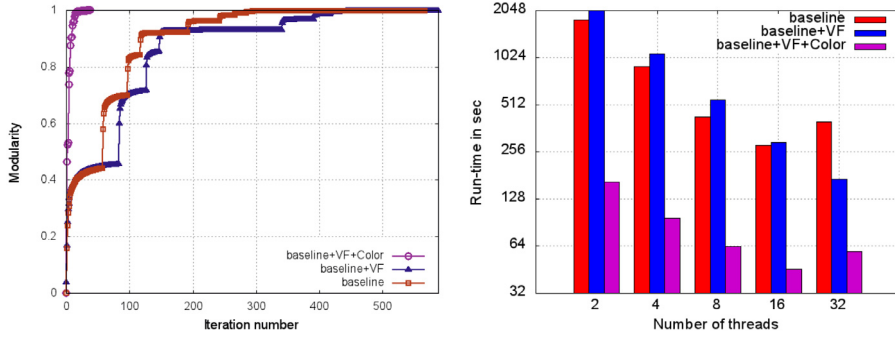 1
0.8
0.6
0.4
0.2
0
0 100 200 300 400 500
Modularity
Iteration number
baseline+VF+Color
baseline+VF
baseline
2048
1024
512
256
128
64
32
2 4 8 16 32
Run-time in sec
Number of threads
baseline
baseline+VF
baseline+VF+Color